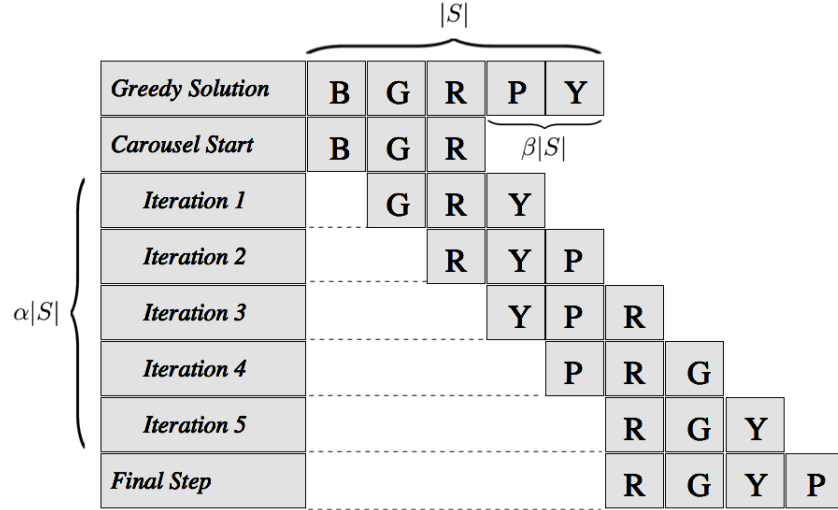 |S|
Greedy Solution B G R P Y
Carousel Start B G R β|S|
Iteration 1 G R Y
Iteration 2 R Y P
α|S| Iteration 3 Y P R
Iteration 4 P R G
Iteration 5 R G Y
Final Step R G Y P